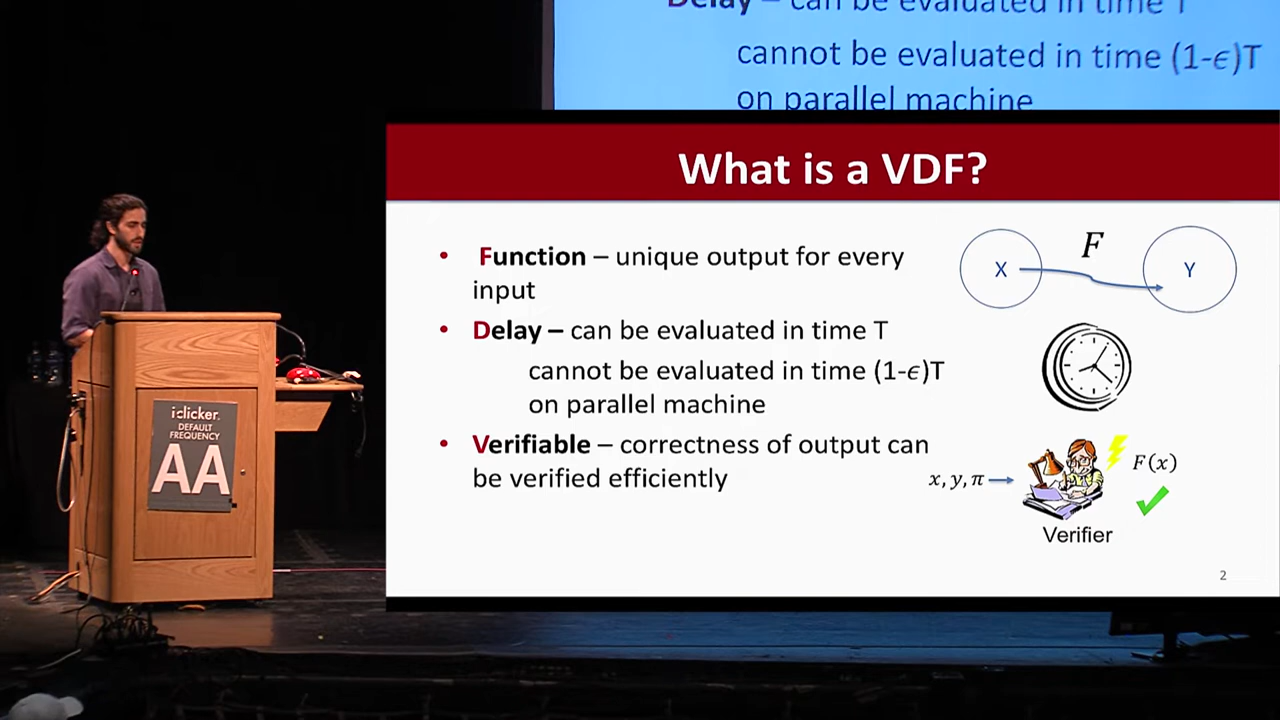 Delay – can be evaluated in time T
cannot be evaluated in time (1-ϵ)T
on parallel machine
What is a VDF?
• Function – unique output for every
input
X
F
Y
• Delay – can be evaluated in time T
cannot be evaluated in time (1-ϵ)T
on parallel machine
• Verifiable – correctness of output can
be verified efficiently
x, y, π
F(x)
Verifier
2
i>clicker.
DEFAULT
FREQUENCY
AA